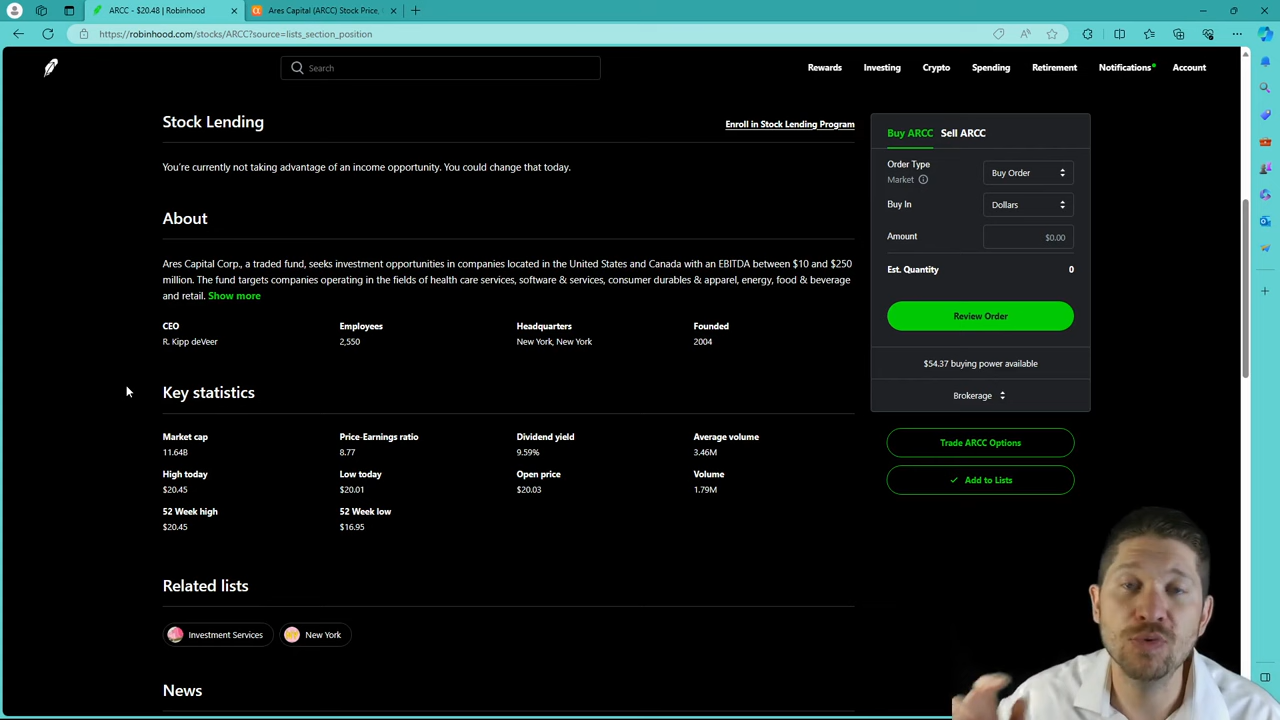 ARCC - $20.48 | Robinhood
Ares Capital (ARCC) Stock Price,
https://robinhood.com/stocks/ARCC?source=lists_section_position
Search
Rewards Investing Crypto Spending Retirement Notifications Account
Stock Lending
Enroll in Stock Lending Program
You're currently not taking advantage of an income opportunity. You could change that today.
About
Ares Capital Corp., a traded fund, seeks investment opportunities in companies located in the United States and Canada with an EBITDA between $10 and $250
million. The fund targets companies operating in the fields of health care services, software & services, consumer durables & apparel, energy, food & beverage
and retail. Show more
CEO Employees Headquarters Founded
R. Kipp deVeer 2,550 New York, New York 2004
Key statistics
Market cap Price-Earnings ratio Dividend yield Average volume
11.64B 8.77 9.59% 3.46M
High today Low today Open price Volume
$20.45 $20.01 $20.03 1.79M
52 Week high 52 Week low
$20.45 $16.95
Related lists
Investment Services New York
News
Buy ARCC Sell ARCC
Order Type
Market
Buy Order
Buy In Dollars
Amount $0.00
Est. Quantity 0
Review Order
$54.37 buying power available
Brokerage
Trade ARCC Options
Add to Lists